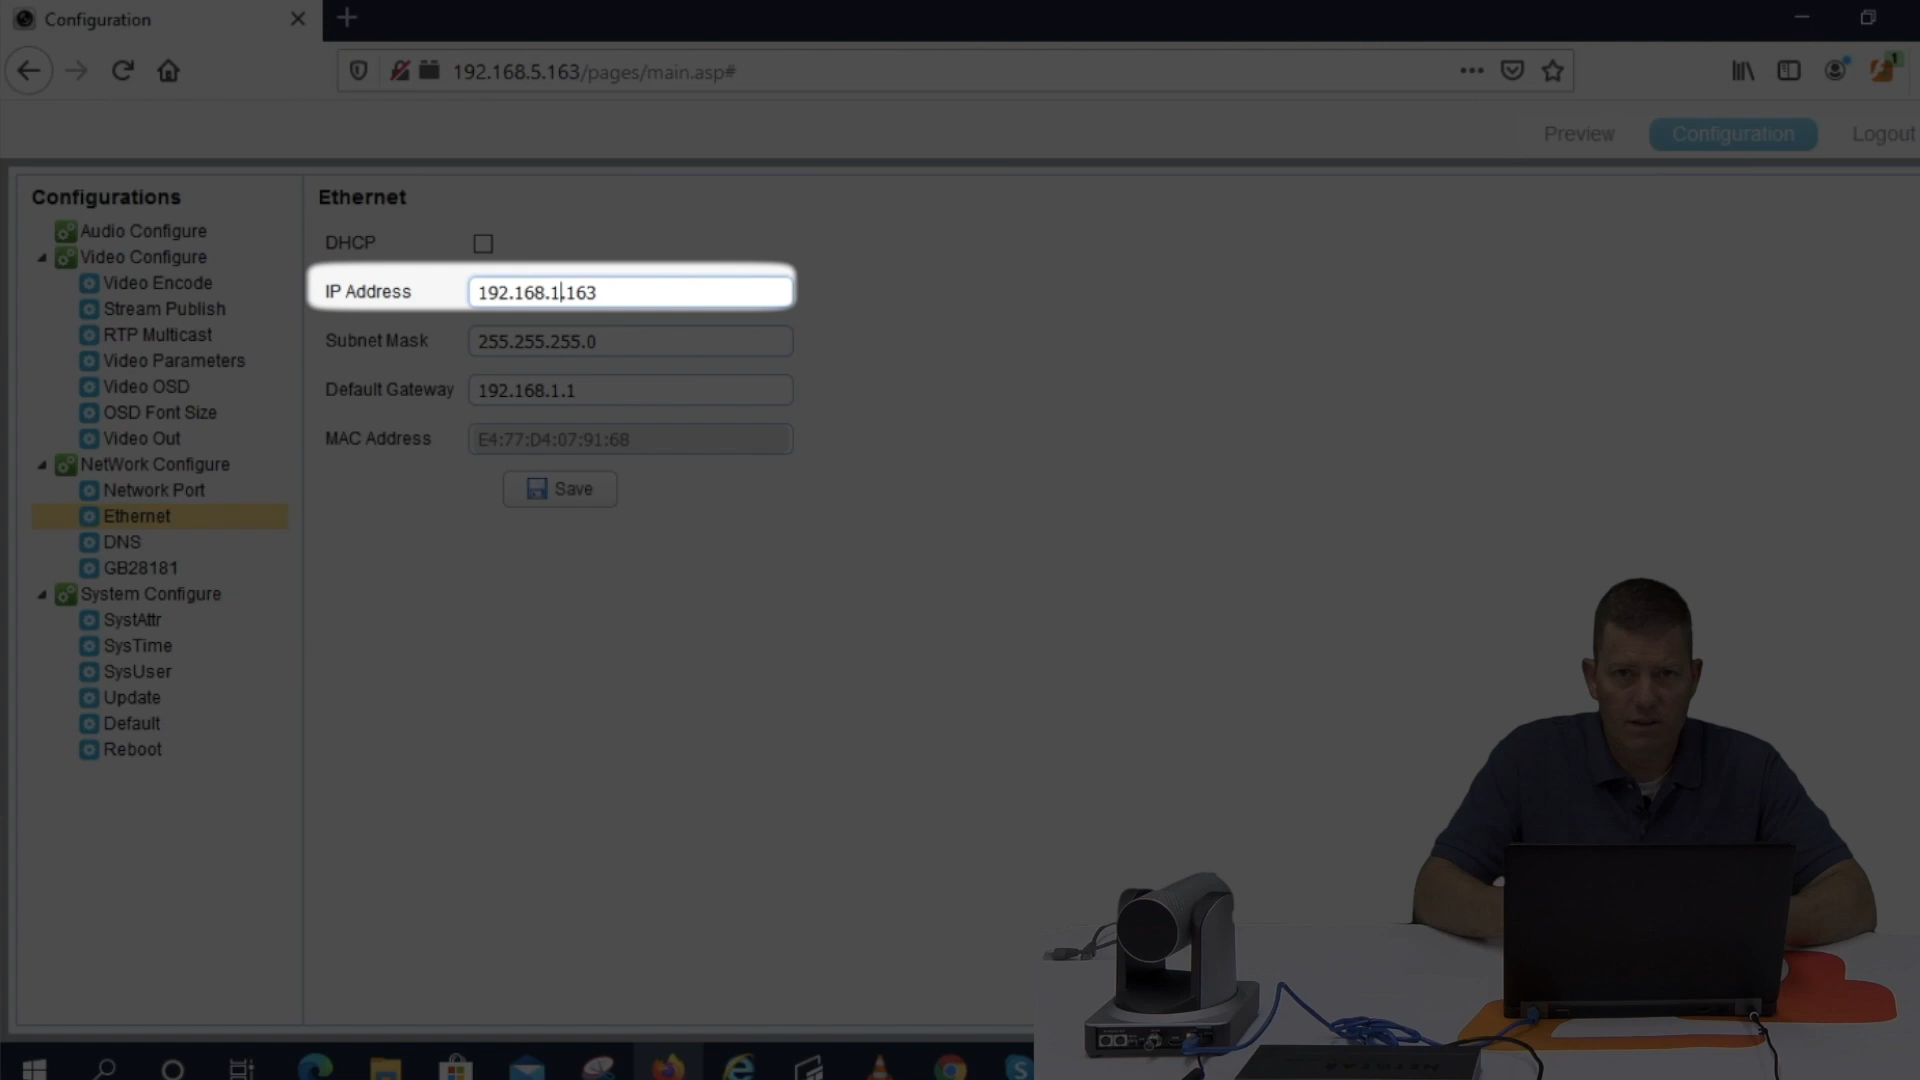 Configuration
192.168.5.163/pages/main.asp#
1
Preview Configuration Logout
Configurations
Audio Configure
Video Configure
Video Encode
Stream Publish
RTP Multicast
Video Parameters
Video OSD
OSD Font Size
Video Out
NetWork Configure
Network Port
Ethernet
DNS
GB28181
System Configure
SystAttr
SysTime
SysUser
Update
Default
Reboot
Ethernet
DHCP
IP Address 192.168.1.163
Subnet Mask 255.255.255.0
Default Gateway 192.168.1.1
MAC Address E4:77:D4:07:91:68
Save
NETGEAR